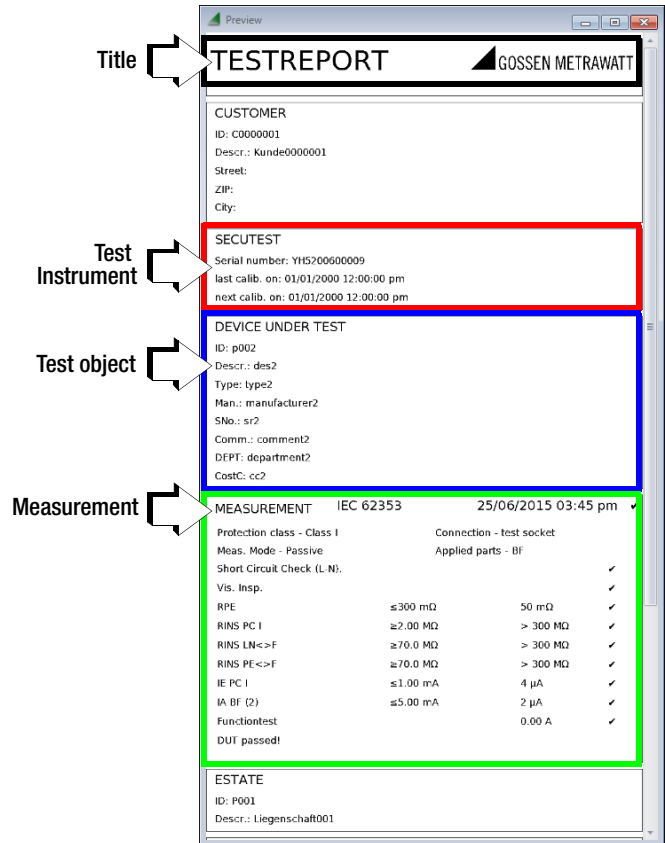 Preview
Title
TESTREPORT GOSSEN METRAWATT
CUSTOMER
ID: C0000001
Descr.: Kunde0000001
Street:
ZIP:
City:
Test
Instrument
SECUTEST
Serial number: YH5200600009
last calib. on: 01/01/2000 12:00:00 pm
next calib. on: 01/01/2000 12:00:00 pm
DEVICE UNDER TEST
ID: p002
Test object
Descr.: des2
Type: type2
Man.: manufacturer2
SNo.: sr2
Comm.: comment2
DEPT: department2
CostC: cc2
Measurement
MEASUREMENT IEC 62353 25/06/2015 03:45 pm ✓
Protection class - Class I Connection - test socket
Meas. Mode - Passive Applied parts - BF
Short Circuit Check (L-N). ✓
Vis. Insp. ✓
RPE ≤300 mΩ 50 mΩ ✓
RINS PC I ≥2.00 MΩ > 300 MΩ ✓
RINS LN<>F ≥70.0 MΩ > 300 MΩ ✓
RINS PE<>F ≥70.0 MΩ > 300 MΩ ✓
IE PC I ≤1.00 mA 4 µA ✓
IA BF (2) ≤5.00 mA 2 µA ✓
Functiontest 0.00 A ✓
DUT passed!
ESTATE
ID: P001
Descr.: Liegenschaft001